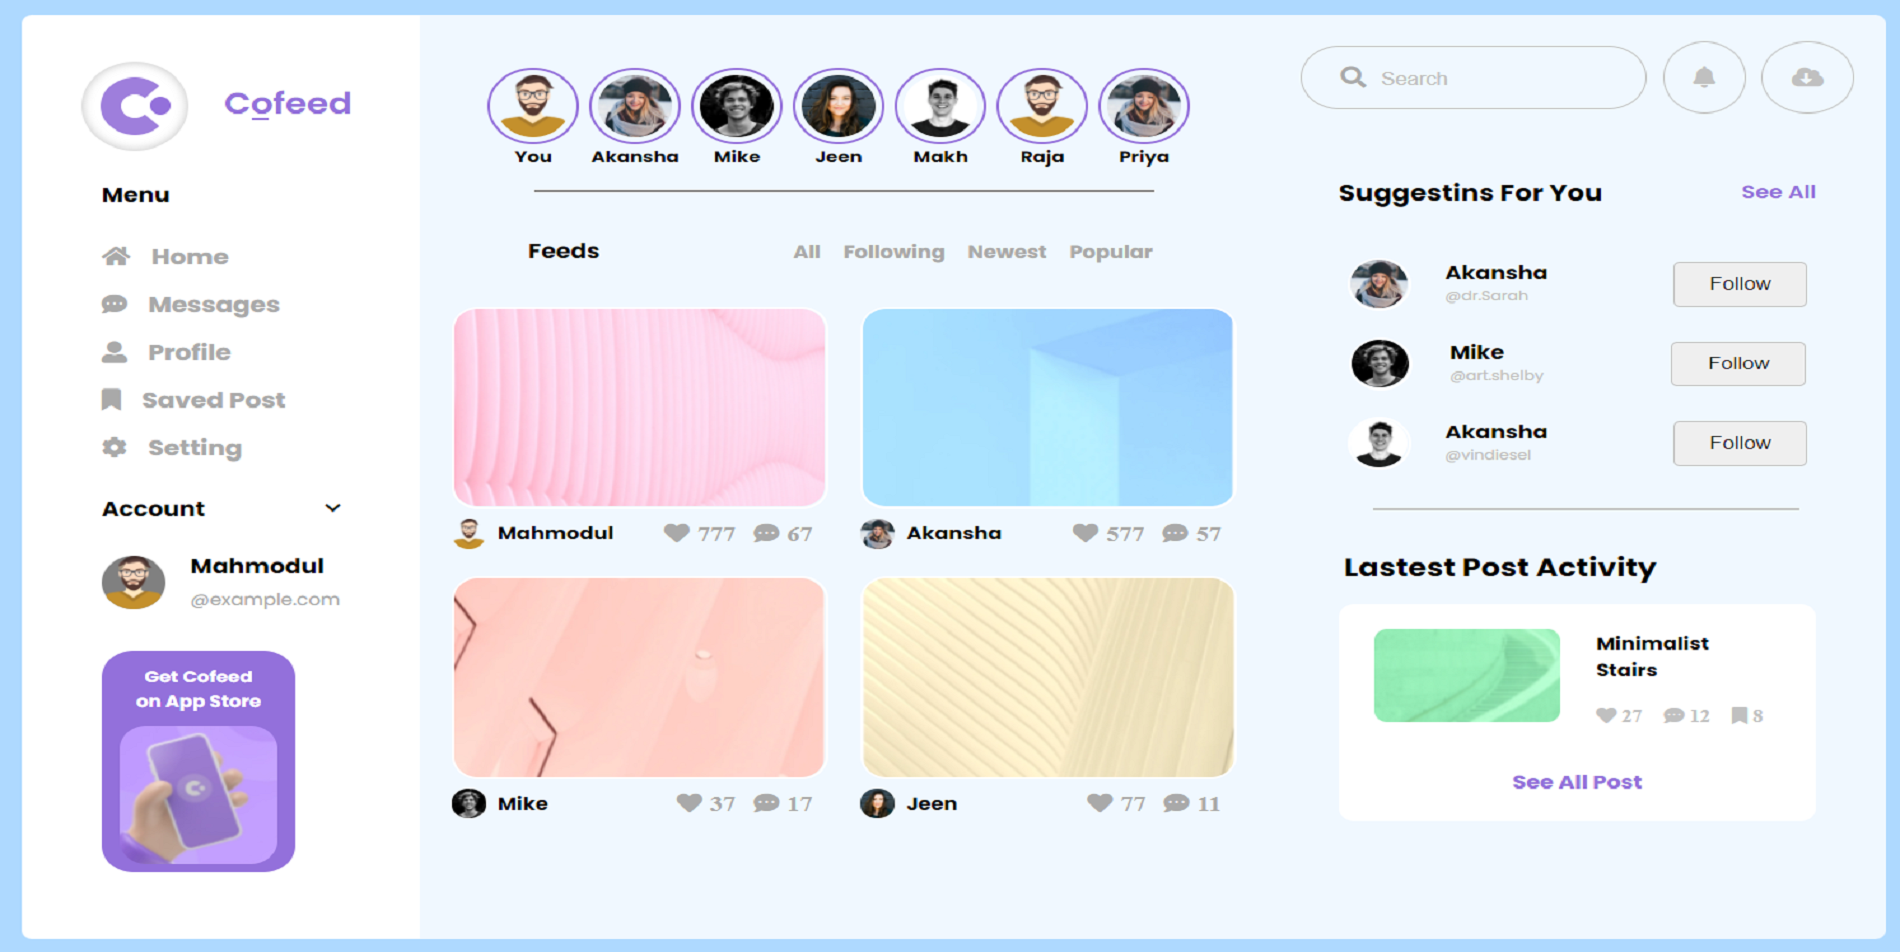 Cofeed
Menu
Home
Messages
Profile
Saved Post
Setting
Account
Mahmodul
@example.com
Get Cofeed
on App Store
You Akansha Mike Jeen Makh Raja Priya
Feeds All Following Newest Popular
Mahmodul 777 67
Akansha 577 57
Mike 37 17
Jeen 77 11
Search
Suggestins For You See All
Akansha
@dr.Sarah
Follow
Mike
@art.shelby
Follow
Akansha
@vindiesel
Follow
Lastest Post Activity
Minimalist
Stairs
27 12 8
See All Post